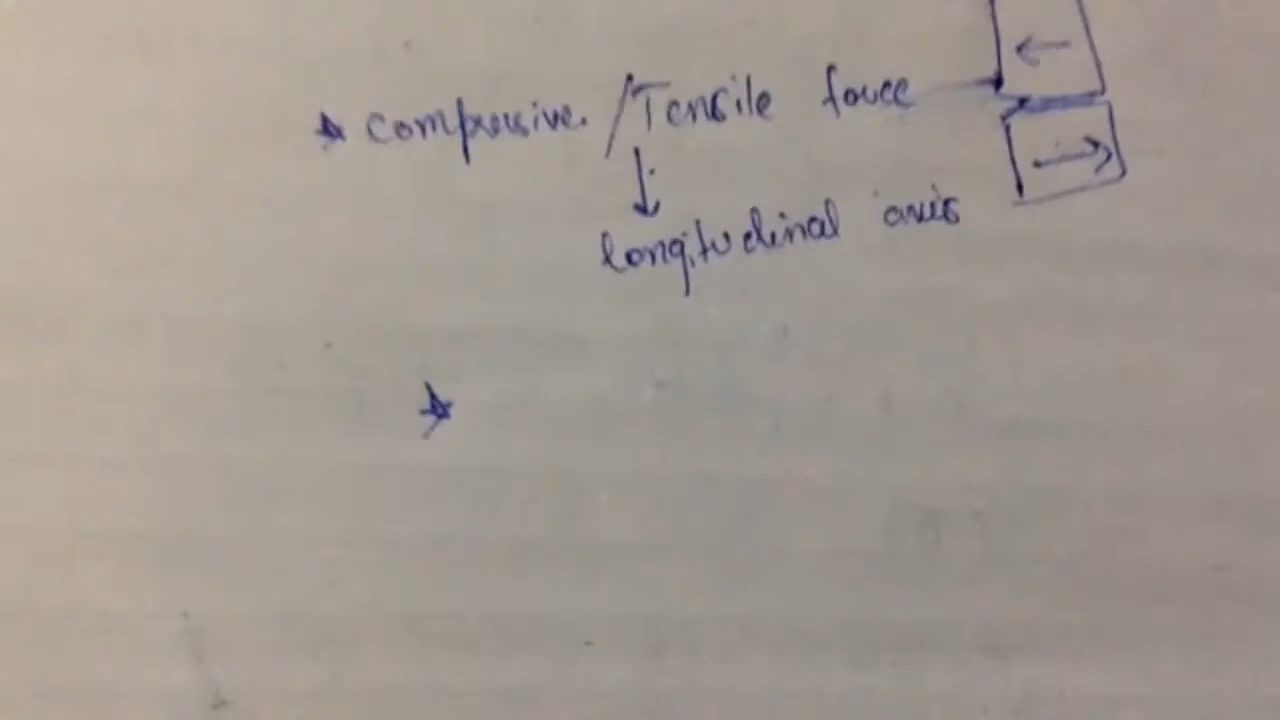 ★ compressive. / Tensile force
↓
longitudinal axis
★